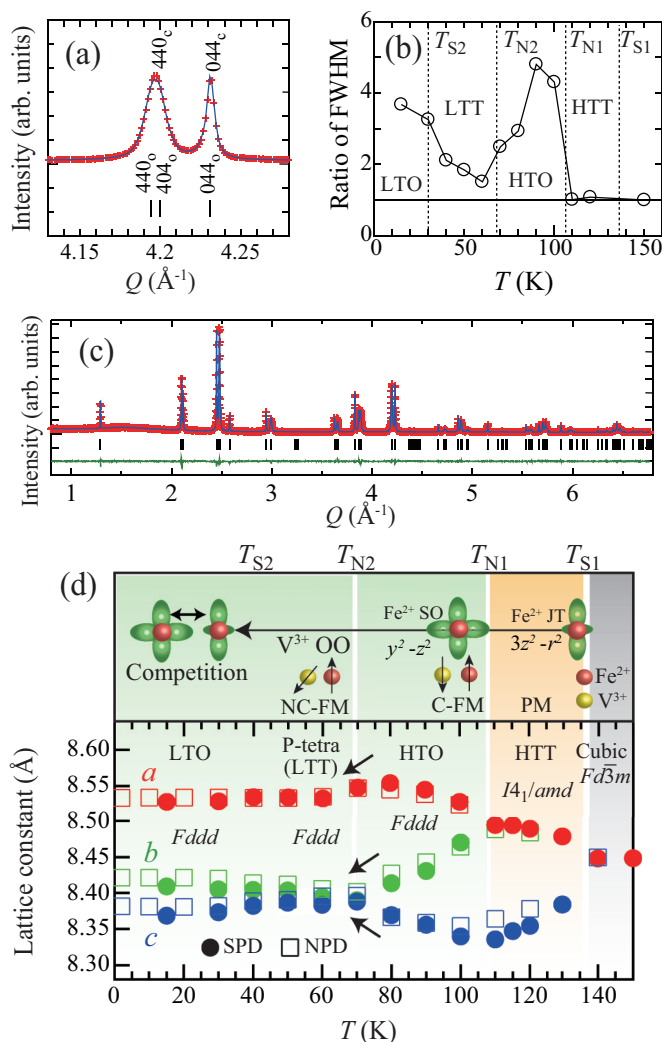 (a)
440c
044c
Intensity (arb. units)
440o
404o
044o
4.15 4.2 4.25
Q (Å-1)
(b)
TS2 TN2 TN1 TS1
Ratio of FWHM
6
4
2
0
LTT HTT
LTO HTO
0 50 100 150
T (K)
(c)
Intensity (arb. units)
1 2 3 4 5 6
Q (Å-1)
(d)
TS2 TN2 TN1 TS1
Fe2+ SO Fe2+ JT
y2 -z2 3z2 -r2
Competition
V3+ OO
NC-FM C-FM PM
Fe2+
V3+
LTO P-tetra (LTT) HTO HTT Cubic
Fd3̅m
I41/amd
a
b
c
Fddd Fddd Fddd
SPD NPD
Lattice constant (Å)
8.60
8.55
8.50
8.45
8.40
8.35
8.30
0 20 40 60 80 100 120 140
T (K)